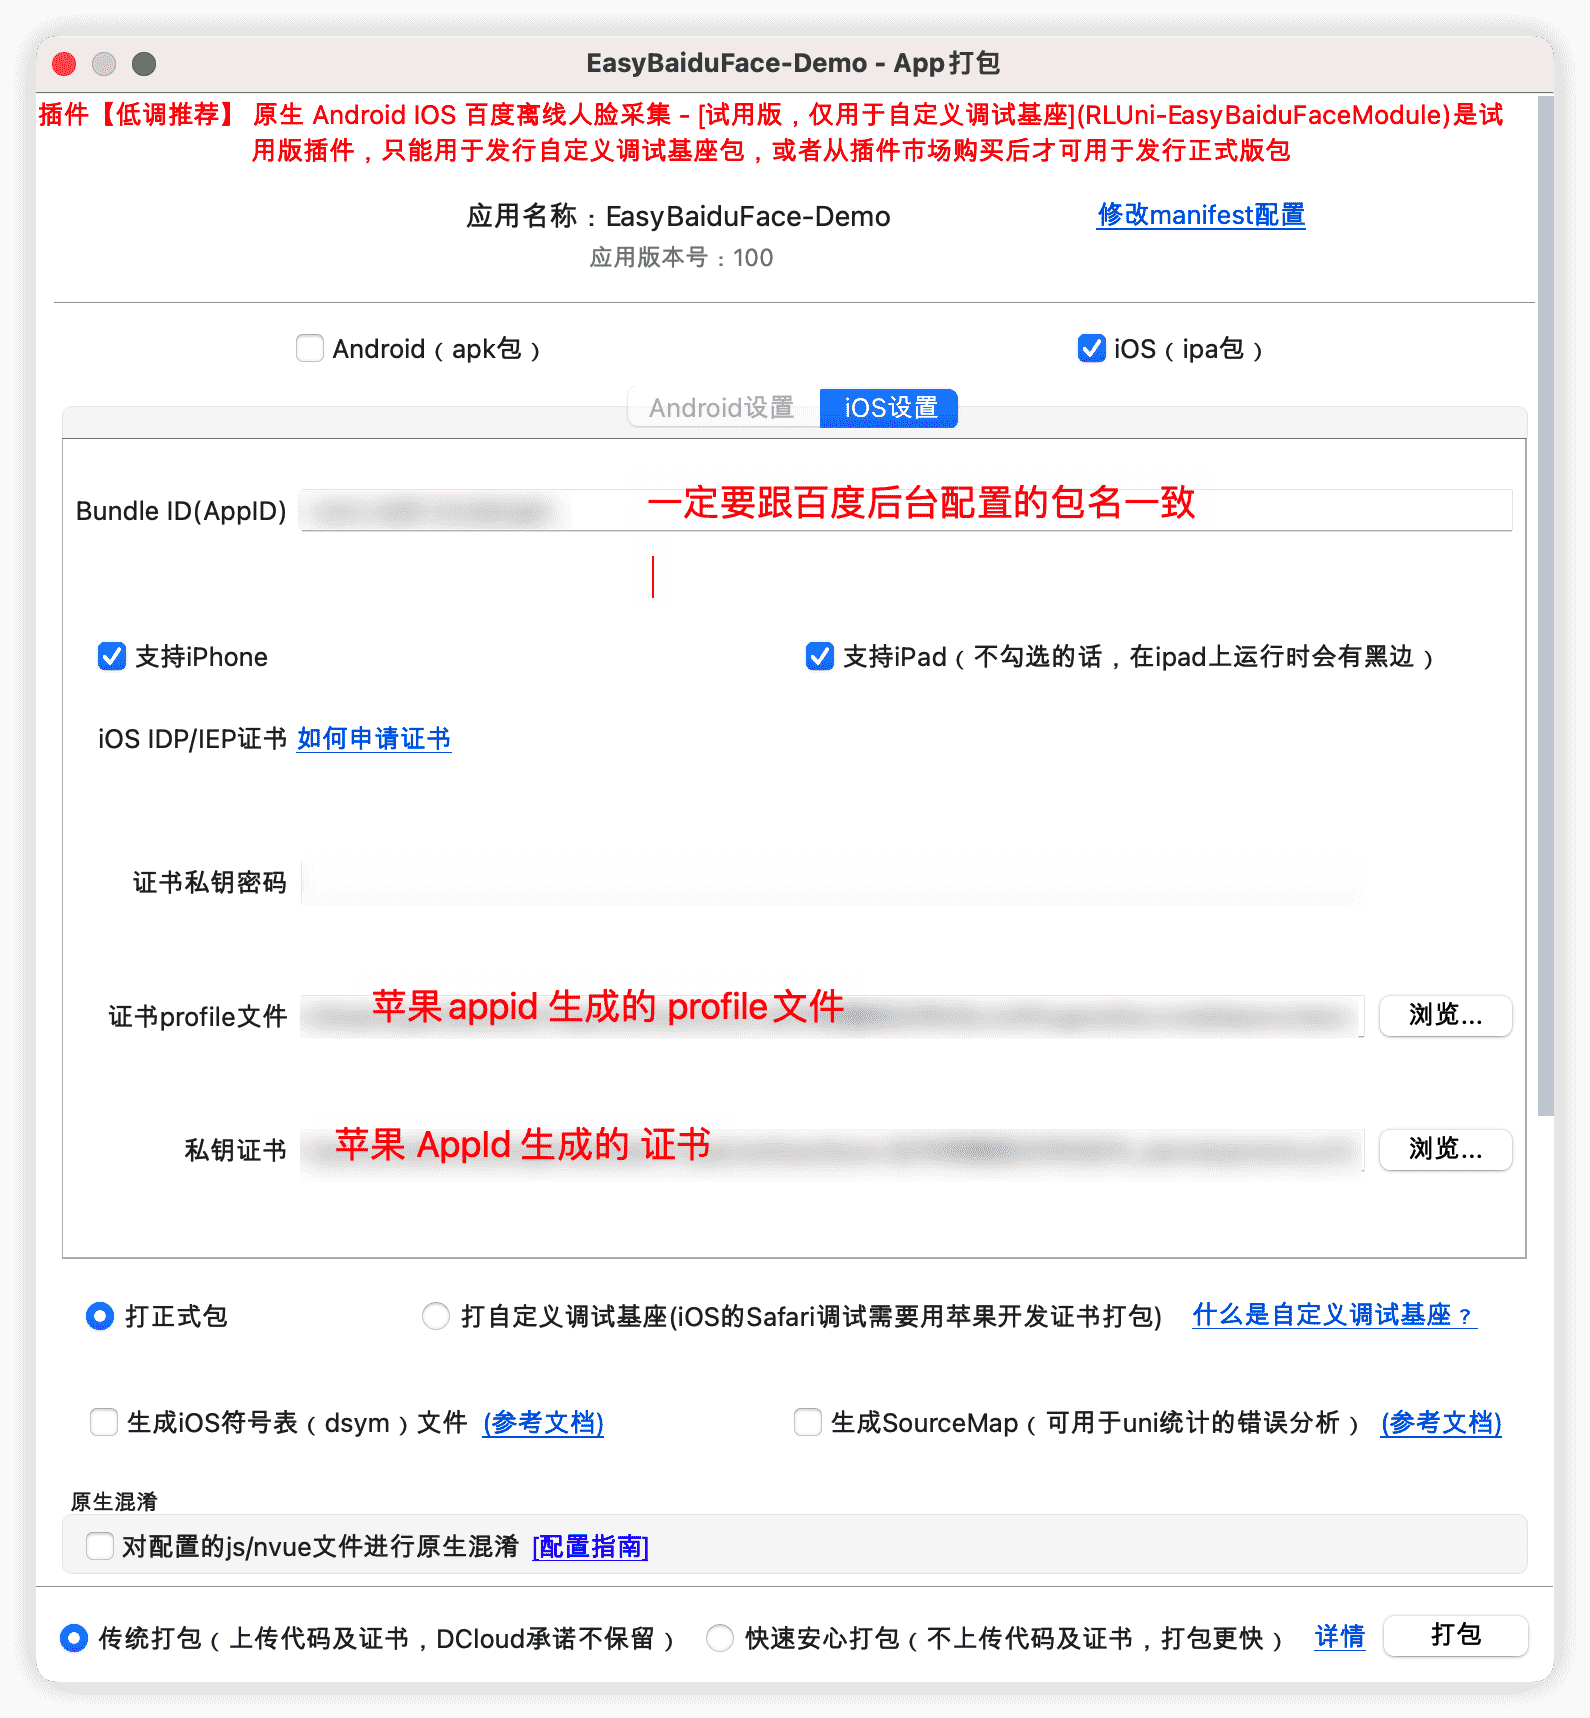 EasyBaiduFace-Demo - App打包
插件【低调推荐】 原生 Android IOS 百度离线人脸采集 - [试用版，仅用于自定义调试基座](RLUni-EasyBaiduFaceModule)是试
用版插件，只能用于发行自定义调试基座包，或者从插件市场购买后才可用于发行正式版包
应用名称：EasyBaiduFace-Demo 修改manifest配置
应用版本号：100
Android（apk包） iOS（ipa包）
Android设置 iOS设置
Bundle ID(AppID) 一定要跟百度后台配置的包名一致
支持iPhone 支持iPad（不勾选的话，在ipad上运行时会有黑边）
iOS IDP/IEP证书 如何申请证书
证书私钥密码
证书profile文件 苹果appid 生成的 profile文件 浏览...
私钥证书 苹果 AppId 生成的 证书 浏览...
打正式包 打自定义调试基座(iOS的Safari调试需要用苹果开发证书打包) 什么是自定义调试基座？
生成iOS符号表（dsym）文件 (参考文档) 生成SourceMap（可用于uni统计的错误分析） (参考文档)
原生混淆
对配置的js/nvue文件进行原生混淆 [配置指南]
传统打包（上传代码及证书，DCloud承诺不保留） 快速安心打包（不上传代码及证书，打包更快） 详情 打包